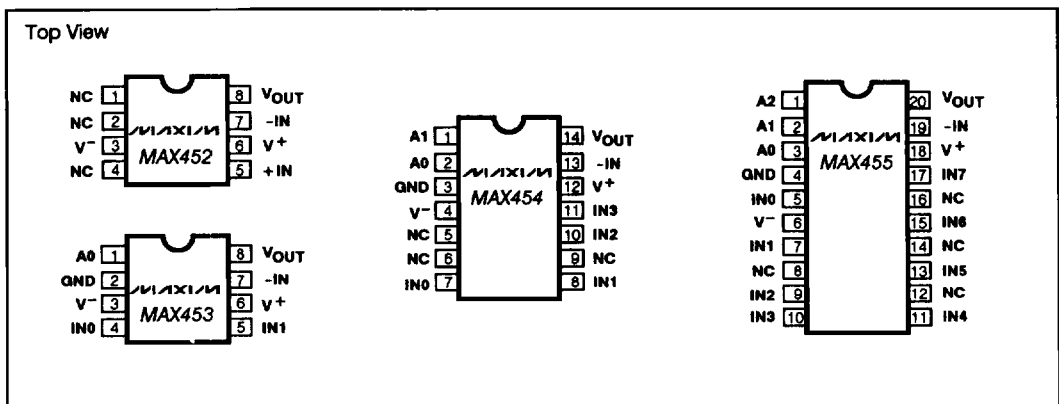 Top View
NC 1
NC 2
V- 3
NC 4
MAXIM
MAX452
8 VOUT
7 -IN
6 V+
5 +IN
A0 1
GND 2
V- 3
IN0 4
MAXIM
MAX453
8 VOUT
7 -IN
6 V+
5 IN1
A1 1
A0 2
GND 3
V- 4
NC 5
NC 6
IN0 7
MAXIM
MAX454
14 VOUT
13 -IN
12 V+
11 IN3
10 IN2
9 NC
8 IN1
A2 1
A1 2
A0 3
GND 4
IN0 5
V- 6
IN1 7
NC 8
IN2 9
IN3 10
MAXIM
MAX455
20 VOUT
19 -IN
18 V+
17 IN7
16 NC
15 IN6
14 NC
13 IN5
12 NC
11 IN4